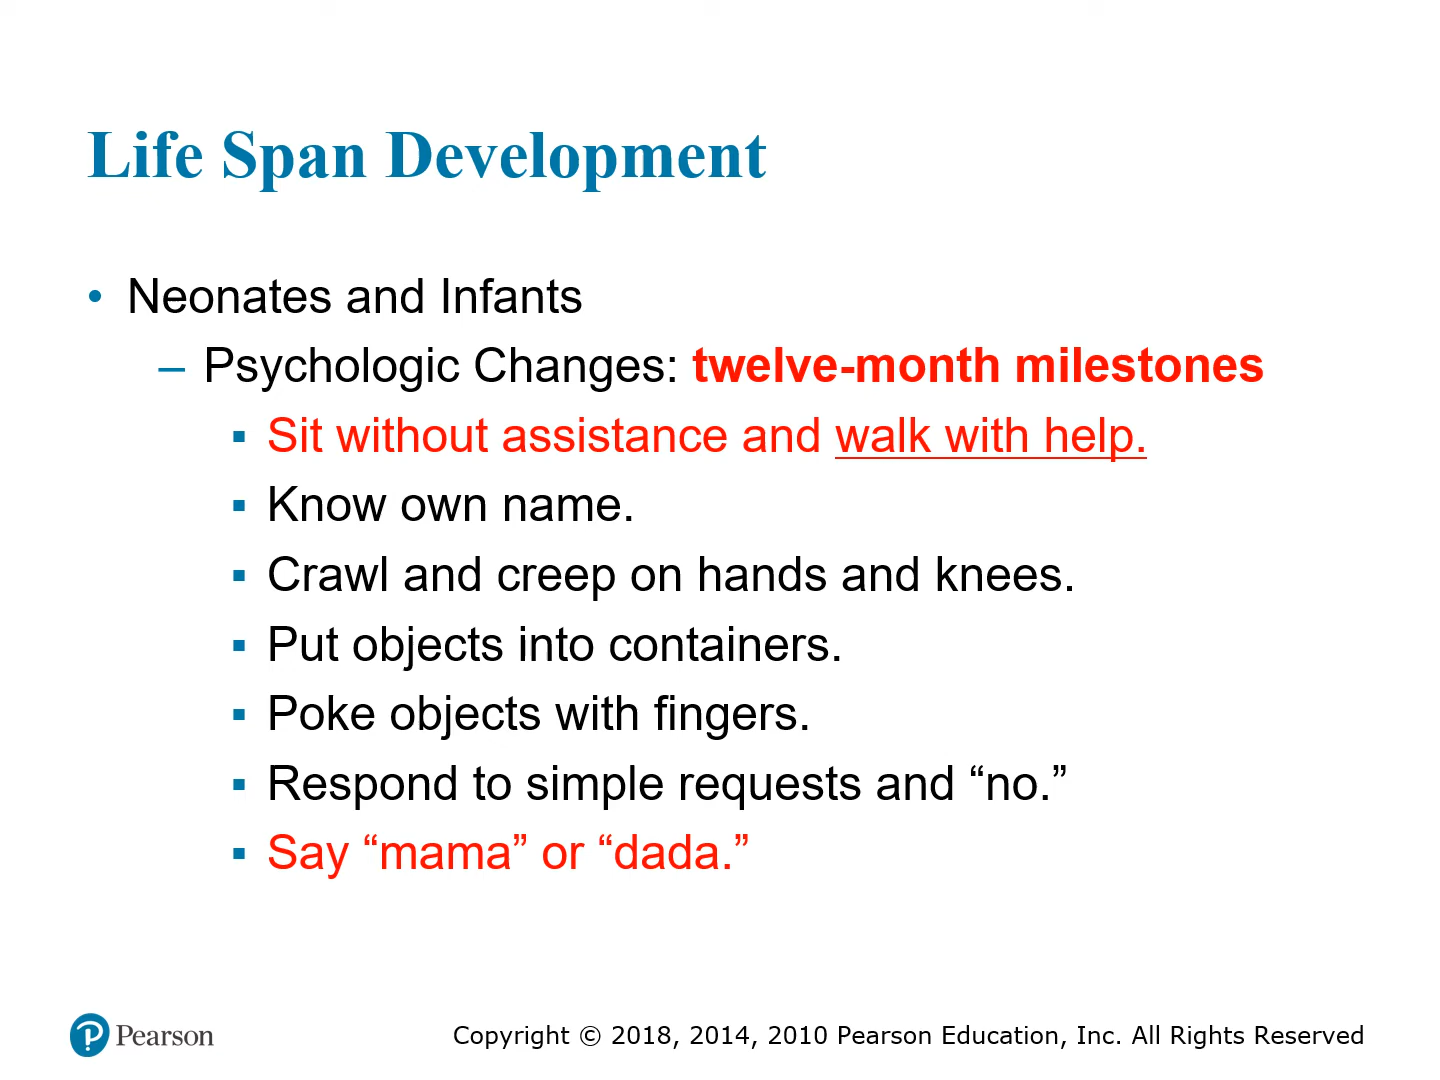 Life Span Development
• Neonates and Infants
– Psychologic Changes: twelve-month milestones
▪ Sit without assistance and walk with help.
▪ Know own name.
▪ Crawl and creep on hands and knees.
▪ Put objects into containers.
▪ Poke objects with fingers.
▪ Respond to simple requests and “no.”
▪ Say “mama” or “dada.”
Pearson
Copyright © 2018, 2014, 2010 Pearson Education, Inc. All Rights Reserved